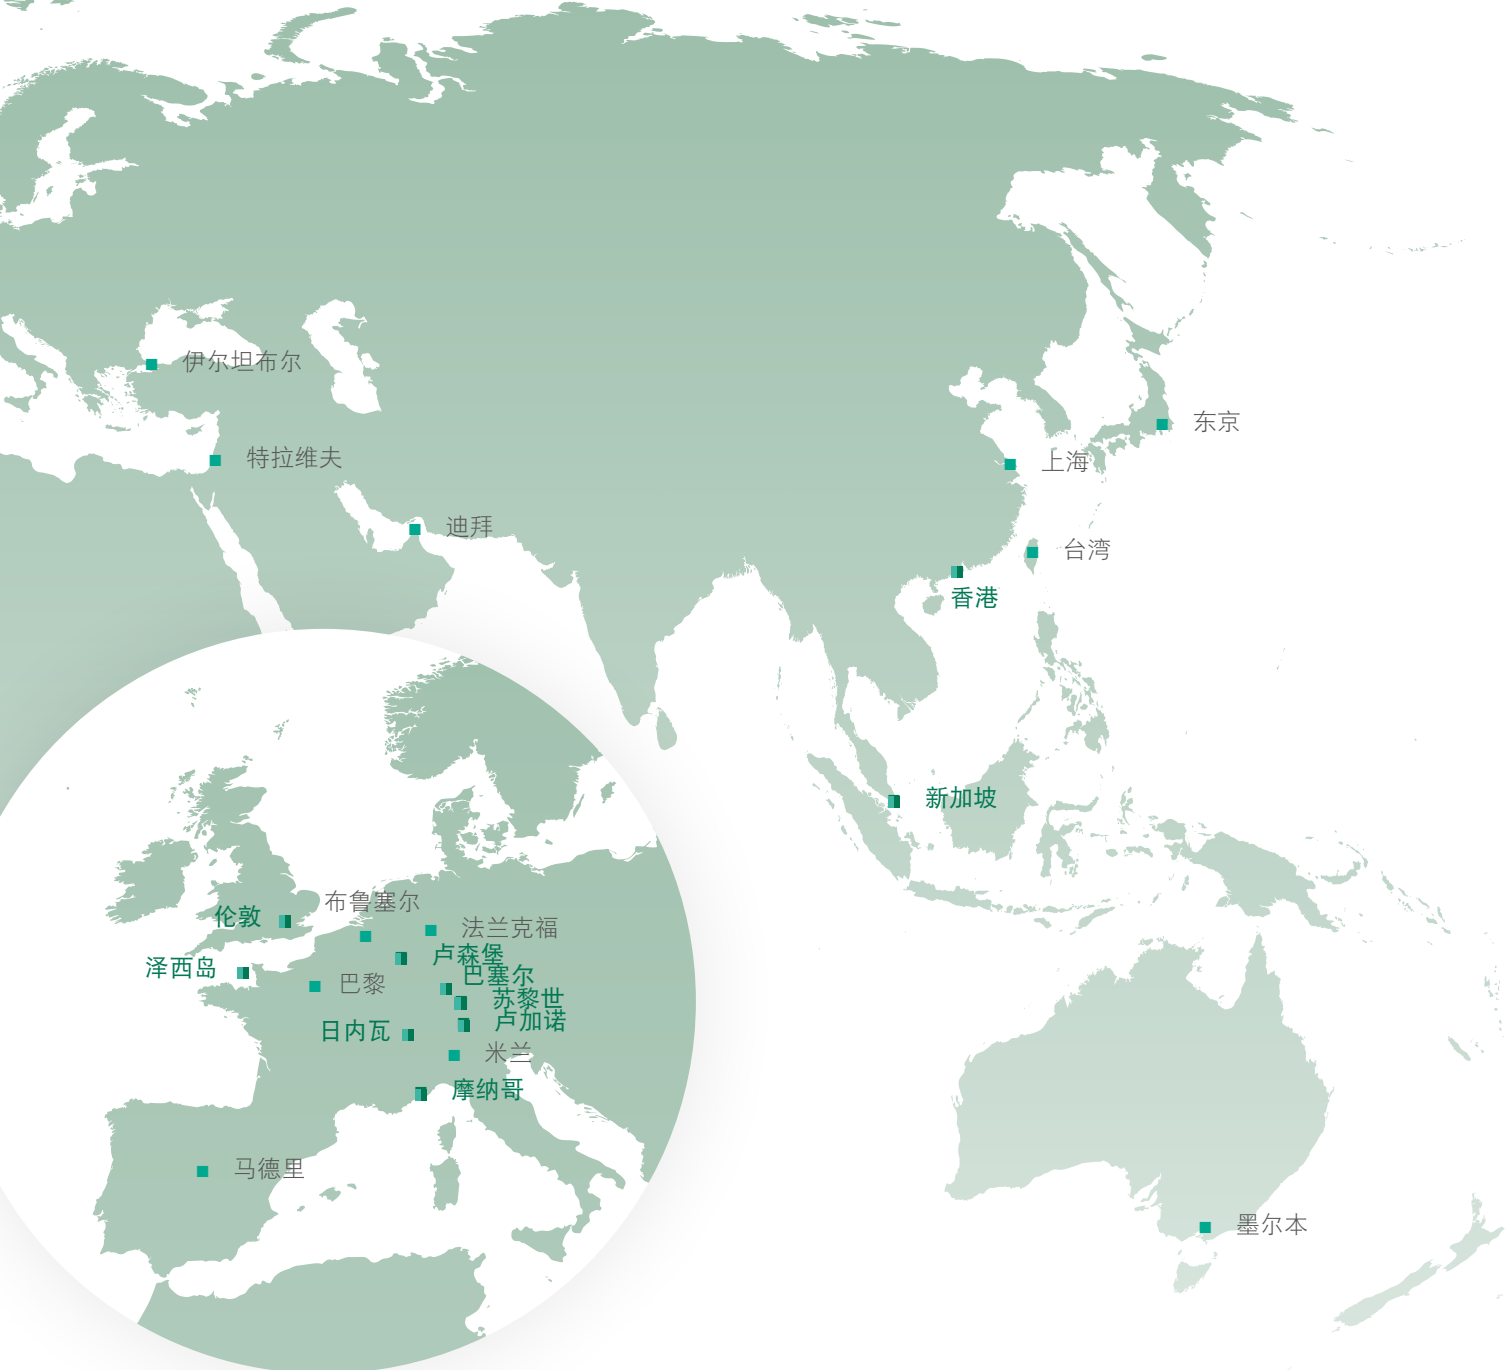 伊尔坦布尔
东京
特拉维夫
上海
迪拜
台湾
香港
新加坡
布鲁塞尔
伦敦
法兰克福
卢森堡
泽西岛
巴塞尔
巴黎
苏黎世
卢加诺
日内瓦
米兰
摩纳哥
马德里
墨尔本